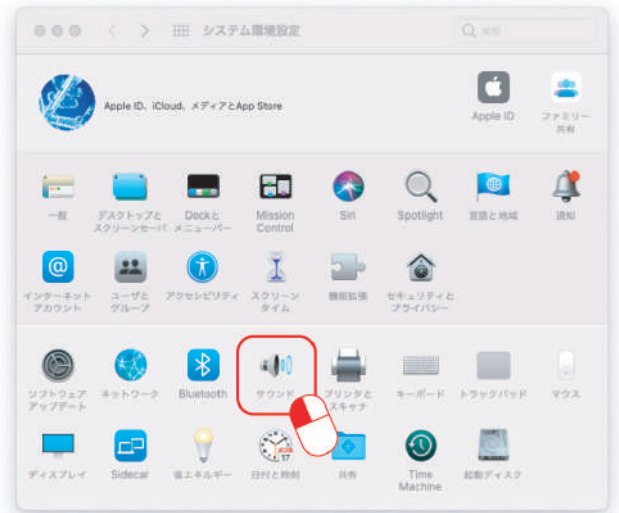 システム環境設定
検索
Apple ID、iCloud、メディアとApp Store
Apple ID
ファミリー
共有
一般
デスクトップと
スクリーンセーバ
Dockと
メニューバー
Mission
Control
Siri
Spotlight
言語と地域
通知
インターネット
アカウント
ユーザと
グループ
アクセシビリティ
スクリーン
タイム
機能拡張
セキュリティと
プライバシー
ソフトウェア
アップデート
ネットワーク
Bluetooth
サウンド
プリンタと
スキャナ
キーボード
トラックパッド
マウス
ディスプレイ
Sidecar
省エネルギー
17
日付と時刻
共有
Time
Machine
起動ディスク